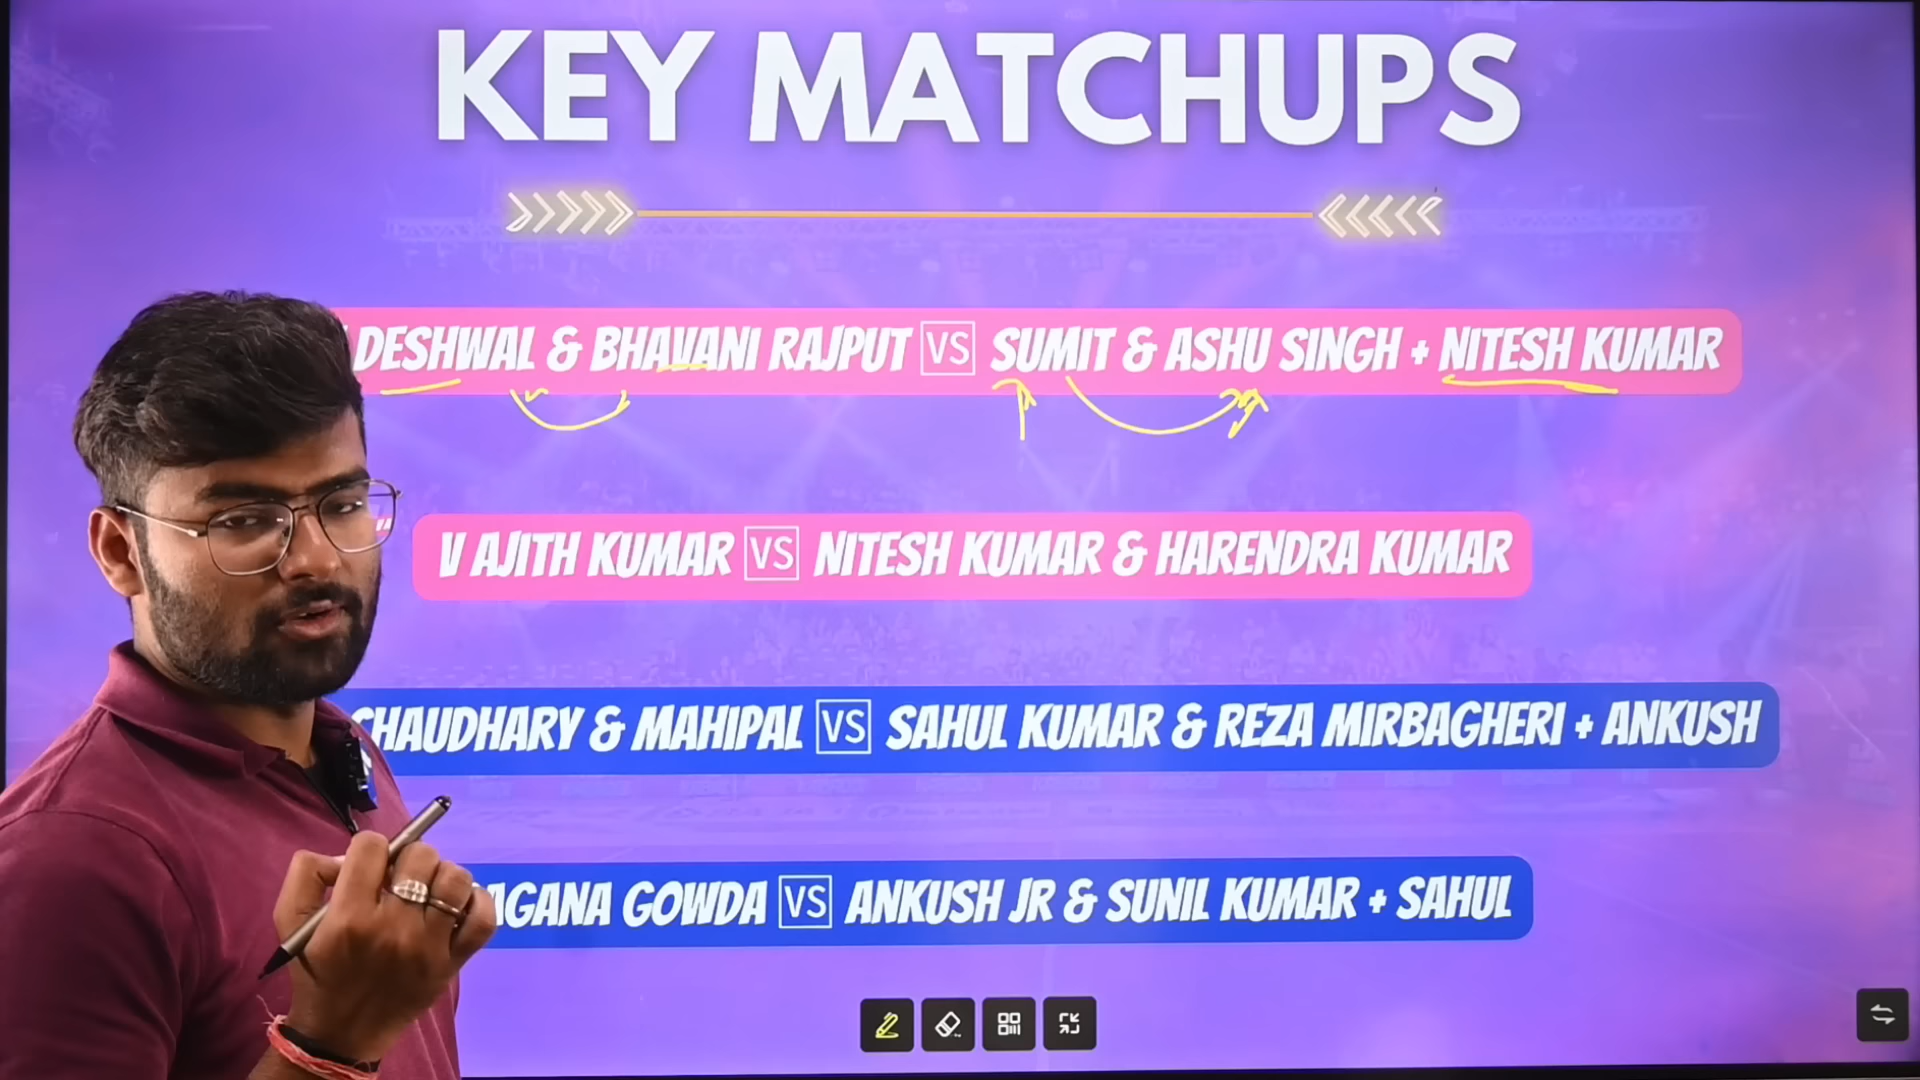 KEY MATCHUPS
DESHWAL & BHAVANI RAJPUT VS SUMIT & ASHU SINGH + NITESH KUMAR
V AJITH KUMAR VS NITESH KUMAR & HARENDRA KUMAR
CHAUDHARY & MAHIPAL VS SAHUL KUMAR & REZA MIRBAGHERI + ANKUSH
GOWDA VS ANKUSH JR & SUNIL KUMAR + SAHUL